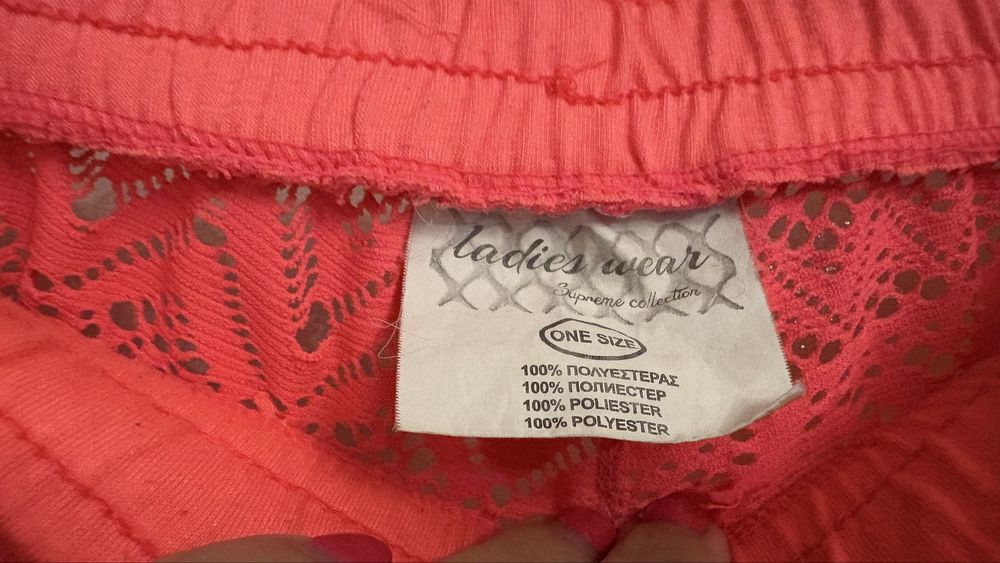 ladies wear
Supreme collection
ONE SIZE
100% ΠΟΛΥΕΣΤΕΡΑΣ
100% ПОЛИЕСТЕР
100% POLIESTER
100% POLYESTER